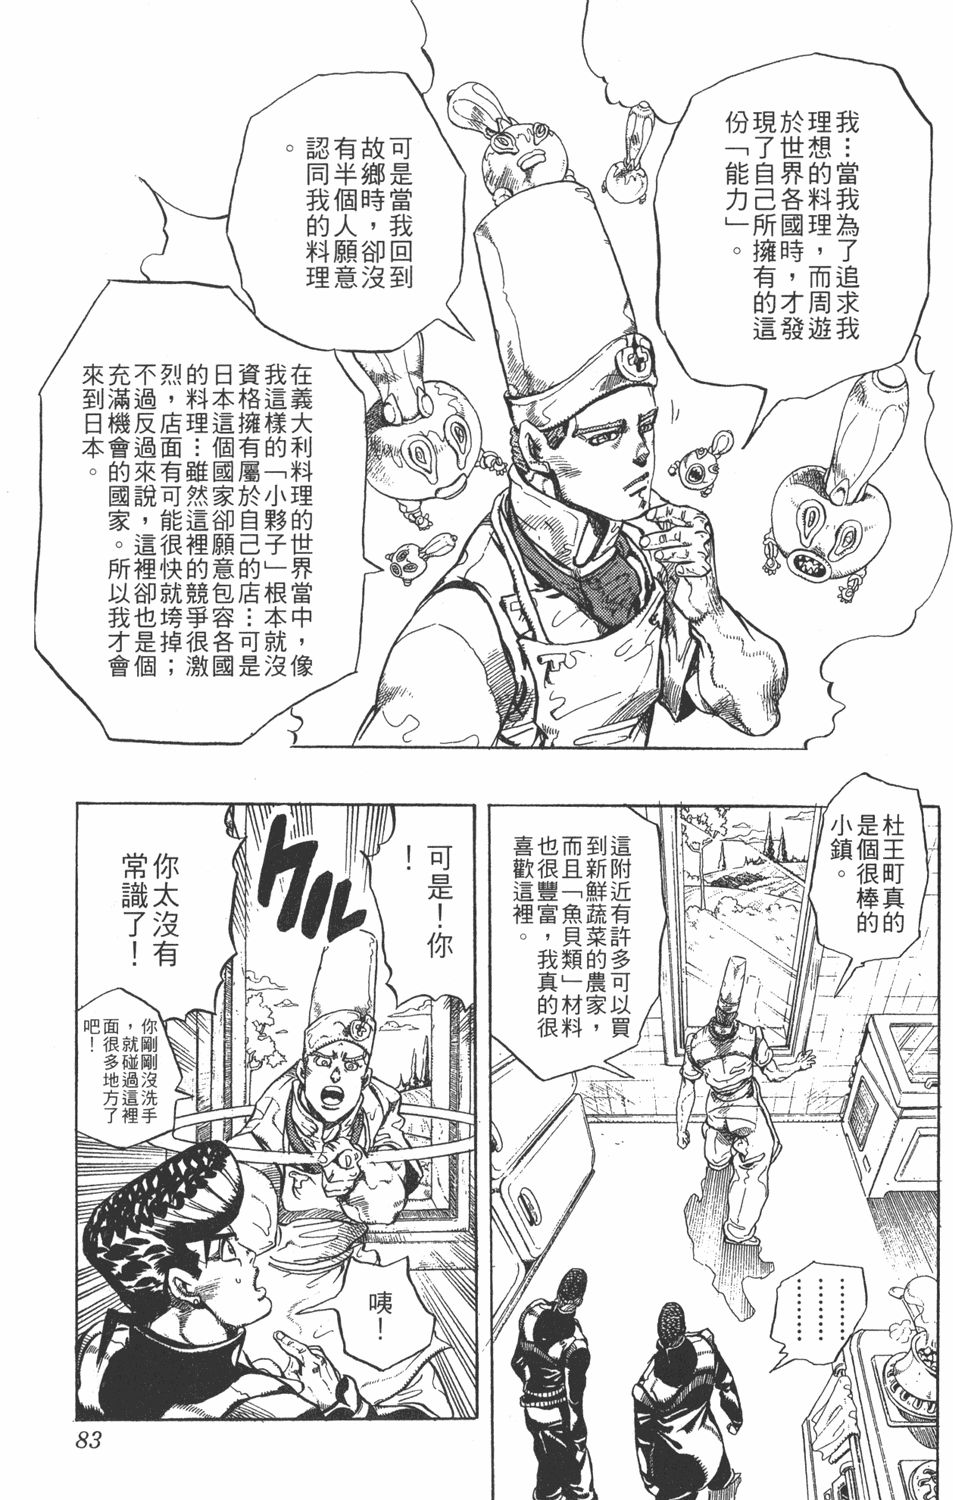 我…當我為了追求我
理想的料理，而周遊
於世界各國時，才發
現了自己所擁有的這
份「能力」。
可是當我回到
故鄉時，卻沒
有半個人願意
認同我的料理
。
在義大利料理的世界當中，像
我這樣的「小夥子」根本就沒
資格擁有屬於自己的店…可是
日本這個國家卻願意包容各國
的料理…雖然這裡的競爭很激
烈，店面有可能很快就垮掉；
不過反過來說，這裡卻也是個
充滿機會的國家。所以我才會
來到日本。
杜王町真的
是個很棒的
小鎮。
這附近有許多可以買
到新鮮蔬菜的農家，
而且「魚貝類」材料
也很豐富，我真的很
喜歡這裡。
………
………
………
可是！你
！
你太沒有
常識了！
クルッ
你剛剛沒洗手
，就碰過這裡
面很多地方了
吧！
咦！
83